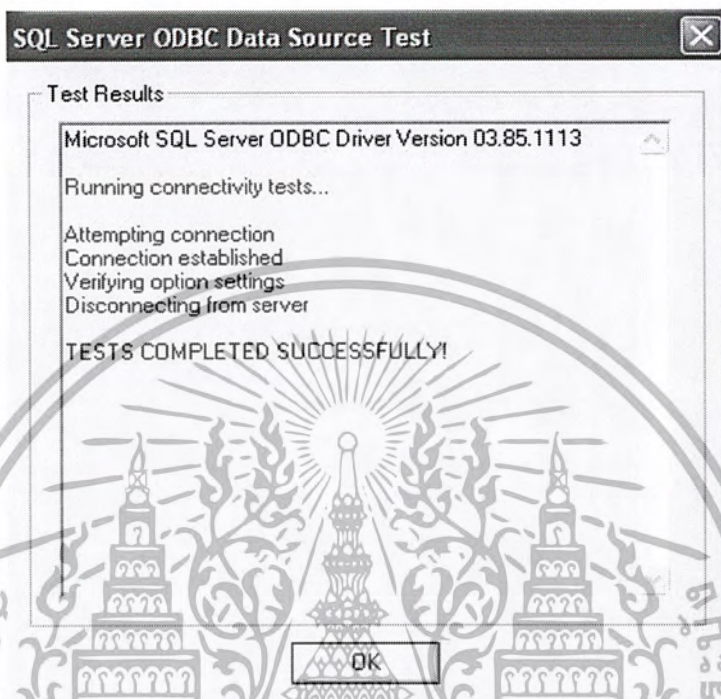 SQL Server ODBC Data Source Test
Test Results
Microsoft SQL Server ODBC Driver Version 03.85.1113
Running connectivity tests...
Attempting connection
Connection established
Verifying option settings
Disconnecting from server
TESTS COMPLETED SUCCESSFULLY!
OK